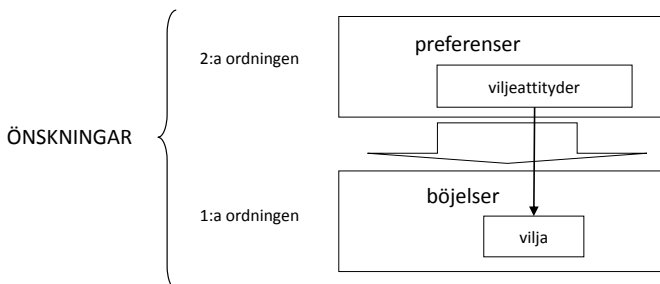 preferenser
2:a ordningen
viljeattityder
ÖNSKNINGAR
böjelser
1:a ordningen
vilja